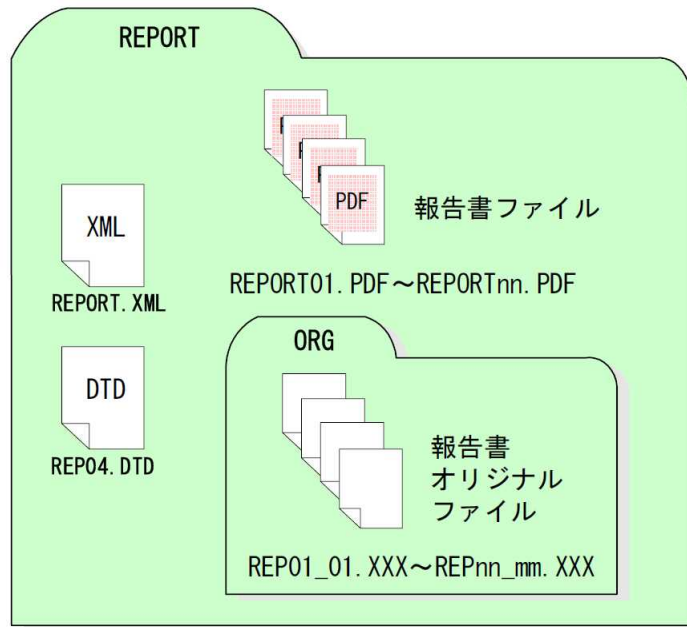 REPORT
PDF
報告書ファイル
REPORT01.PDF～REPORTnn.PDF
XML
REPORT.XML
DTD
REP04.DTD
ORG
報告書
オリジナル
ファイル
REP01_01.XXX～REPnn_mm.XXX